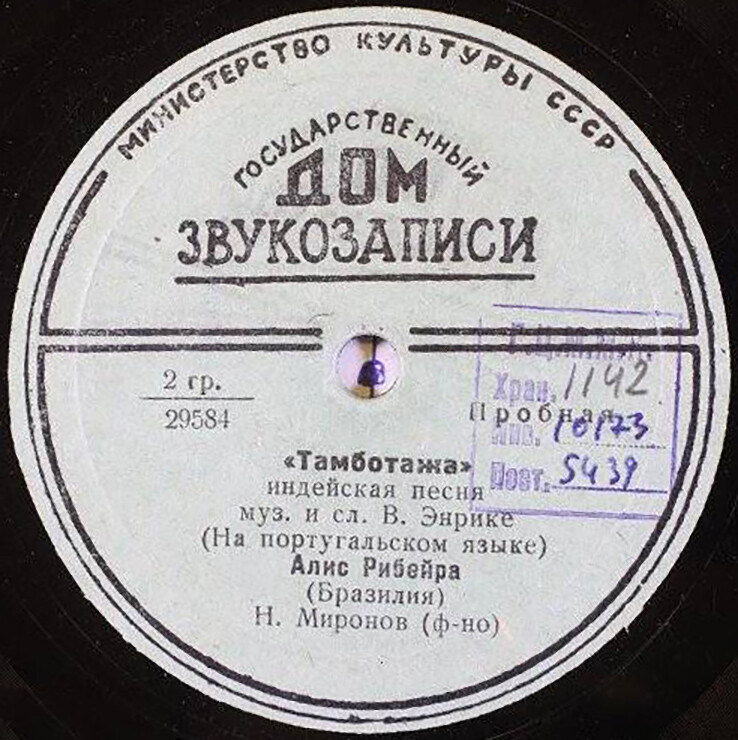 МИНИСТЕРСТВО КУЛЬТУРЫ СССР
ГОСУДАРСТВЕННЫЙ
ДОМ
ЗВУКОЗАПИСИ
Г.Ц.М.М.К.
2 гр.
Хран. 1142
29584
Пробная
Инв. 10173
«Тамботажа»
Пост. 5439
индейская песня
муз. и сл. В. Энрике
(На португальском языке)
Алис Рибейра
(Бразилия)
Н. Миронов (ф-но)